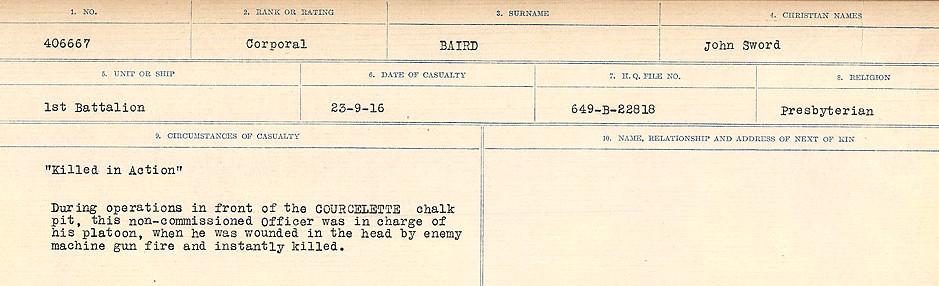 1. NO. 2. RANK OR RATING 3. SURNAME 4. CHRISTIAN NAMES
406667 Corporal BAIRD John Sword
5. UNIT OR SHIP 6. DATE OF CASUALTY 7. H.Q. FILE NO. 8. RELIGION
1st Battalion 23-9-16 649-B-22818 Presbyterian
9. CIRCUMSTANCES OF CASUALTY 10. NAME, RELATIONSHIP AND ADDRESS OF NEXT OF KIN
"Killed in Action"
During operations in front of the COURCELETTE chalk
pit, this non-commissioned Officer was in charge of
his platoon, when he was wounded in the head by enemy
machine gun fire and instantly killed.